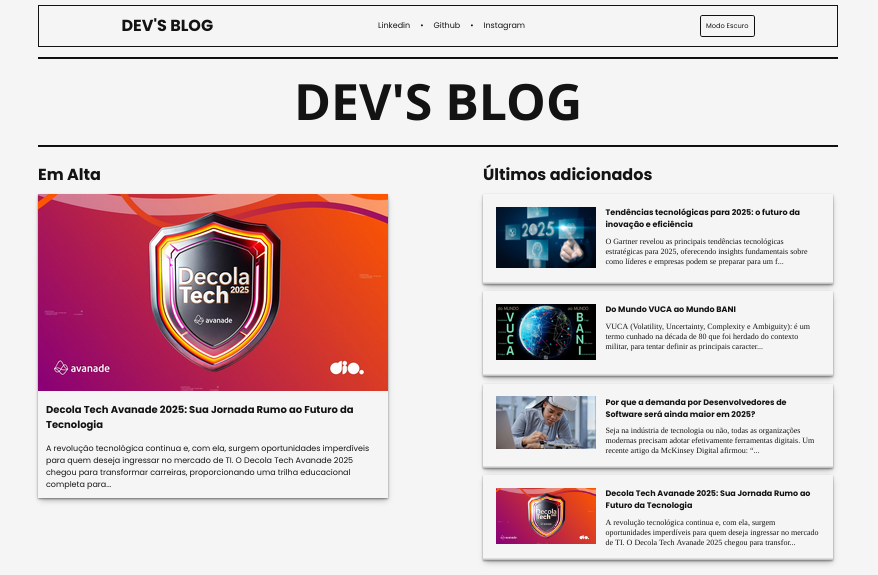 DEV'S BLOG
Linkedin • Github • Instagram
Modo Escuro
DEV'S BLOG
Em Alta
Decola
Tech
2025
avanade
avanade
dio.
Decola Tech Avanade 2025: Sua Jornada Rumo ao Futuro da
Tecnologia
A revolução tecnológica continua e, com ela, surgem oportunidades imperdíveis
para quem deseja ingressar no mercado de TI. O Decola Tech Avanade 2025
chegou para transformar carreiras, proporcionando uma trilha educacional
completa para...
Últimos adicionados
2025
Tendências tecnológicas para 2025: o futuro da
inovação e eficiência
O Gartner revelou as principais tendências tecnológicas
estratégicas para 2025, oferecendo insights fundamentais sobre
como líderes e empresas podem se preparar para um f...
do MUNDO
VUCA
ao MUNDO
BANI
Do Mundo VUCA ao Mundo BANI
VUCA (Volatility, Uncertainty, Complexity e Ambiguity): é um
termo cunhado na década de 80 que foi herdado do contexto
militar, para tentar definir as principais caracter...
Por que a demanda por Desenvolvedores de
Software será ainda maior em 2025?
Seja na indústria de tecnologia ou não, todas as organizações
modernas precisam adotar efetivamente ferramentas digitais. Um
recente artigo da McKinsey Digital afirmou: “...
Decola
Tech
2025
avanade
dio.
Decola Tech Avanade 2025: Sua Jornada Rumo ao
Futuro da Tecnologia
A revolução tecnológica continua e, com ela, surgem
oportunidades imperdíveis para quem deseja ingressar no mercado
de TI. O Decola Tech Avanade 2025 chegou para transfor...